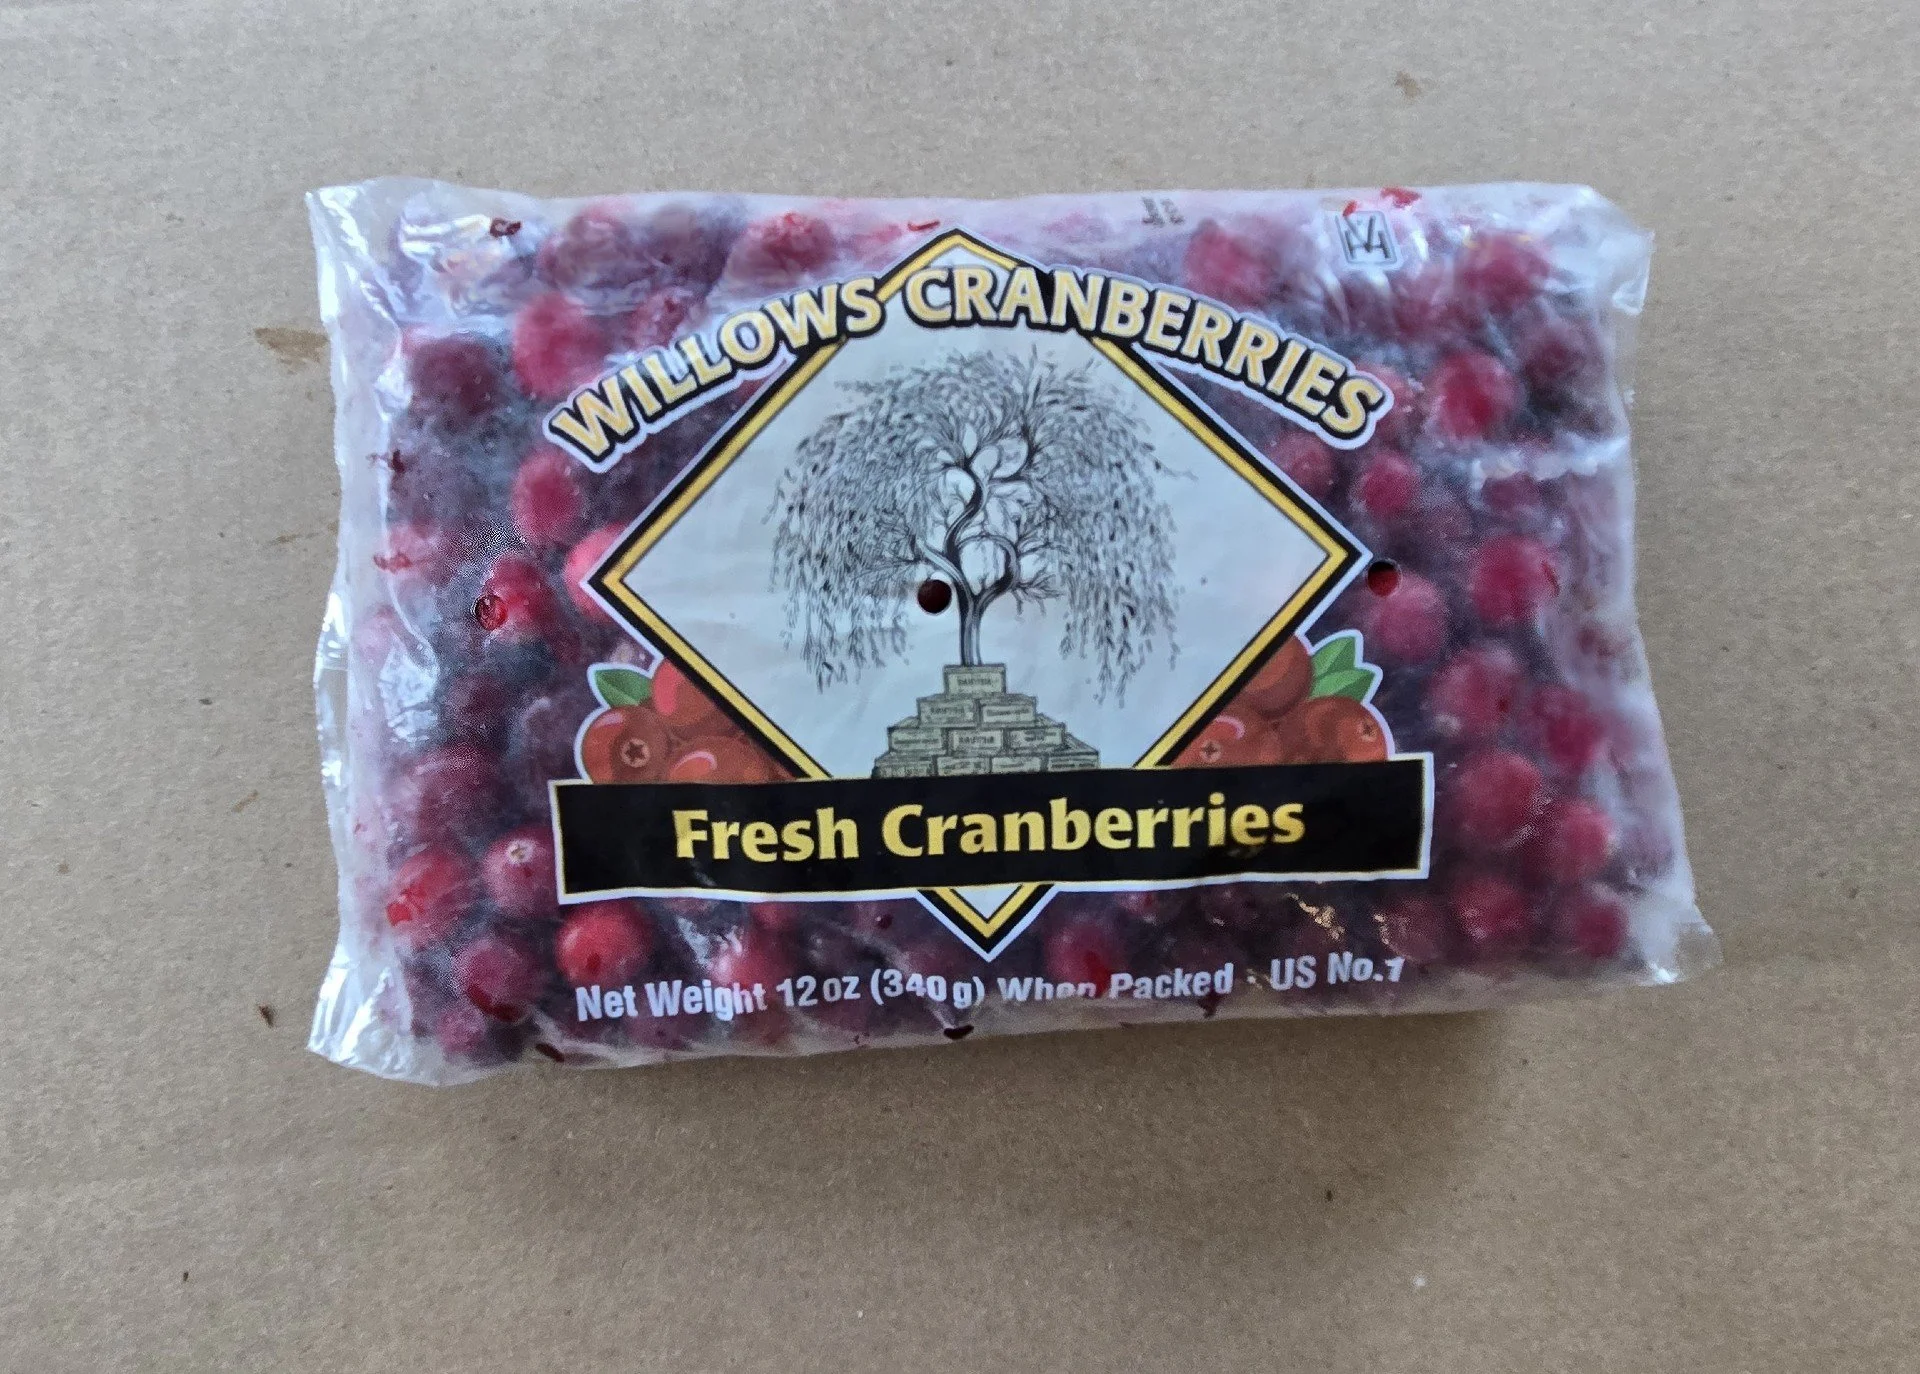 WILLOWS CRANBERRIES
Fresh Cranberries
Net Weight 12 oz (340 g) When Packed · US No. 1